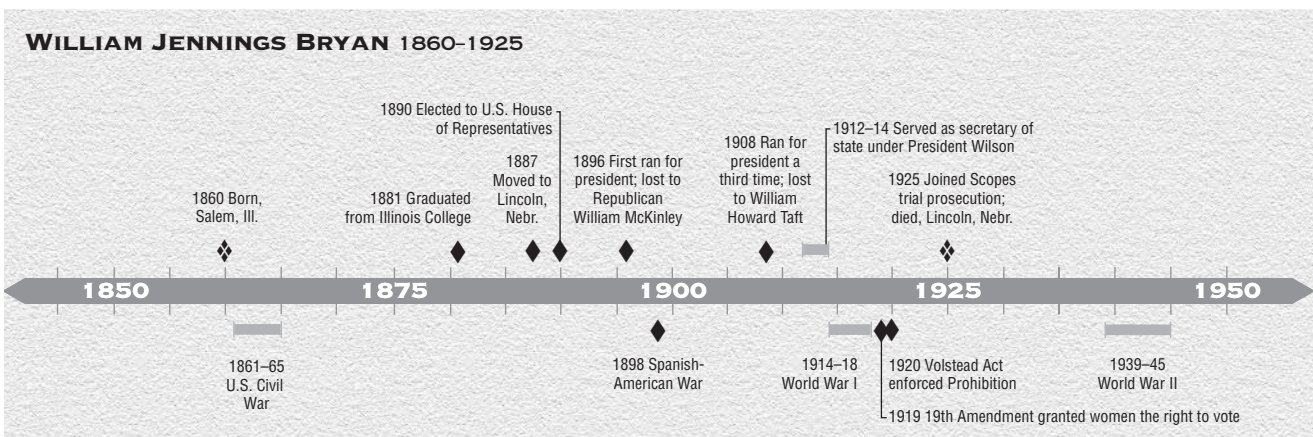 WILLIAM JENNINGS BRYAN 1860–1925
1890 Elected to U.S. House
of Representatives
1860 Born,
Salem, Ill.
1881 Graduated
from Illinois College
1887
Moved to
Lincoln,
Nebr.
1896 First ran for
president; lost to
Republican
William McKinley
1908 Ran for
president a
third time; lost
to William
Howard Taft
1912–14 Served as secretary of
state under President Wilson
1925 Joined Scopes
trial prosecution;
died, Lincoln, Nebr.
1850 1875 1900 1925 1950
1861–65
U.S. Civil
War
1898 Spanish-
American War
1914–18
World War I
1920 Volstead Act
enforced Prohibition
1919 19th Amendment granted women the right to vote
1939–45
World War II